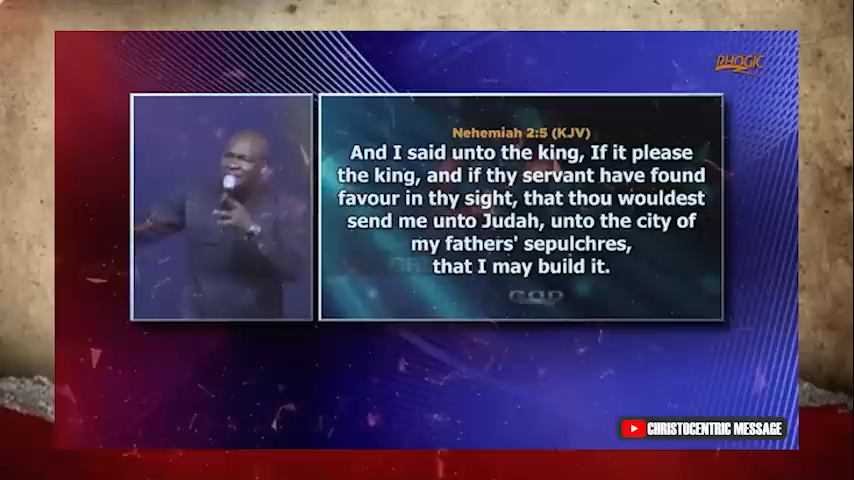 RHOGIC
Nehemiah 2:5 (KJV)
And I said unto the king, If it please
the king, and if thy servant have found
favour in thy sight, that thou wouldest
send me unto Judah, unto the city of
my fathers' sepulchres,
that I may build it.
GOD
CHRISTOCENTRIC MESSAGE